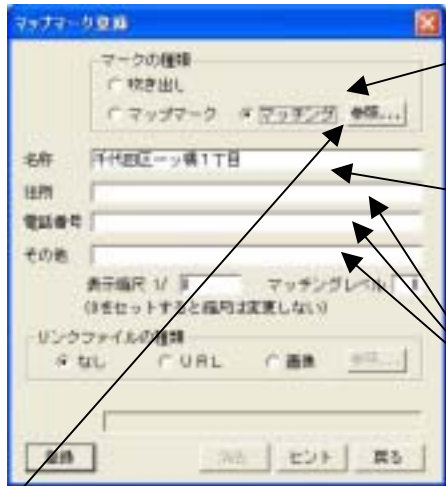 マップマーク登録
マークの種類
吹き出し
マップマーク マッチング 参照...
名称 千代田区一ッ橋1丁目
住所
電話番号
その他
表示縮尺 1/ 0 マッチングレベル
(0をセットすると縮尺は変更しない)
リンクファイルの種類
なし URL 画像 参照...
登録 ヒント 戻る